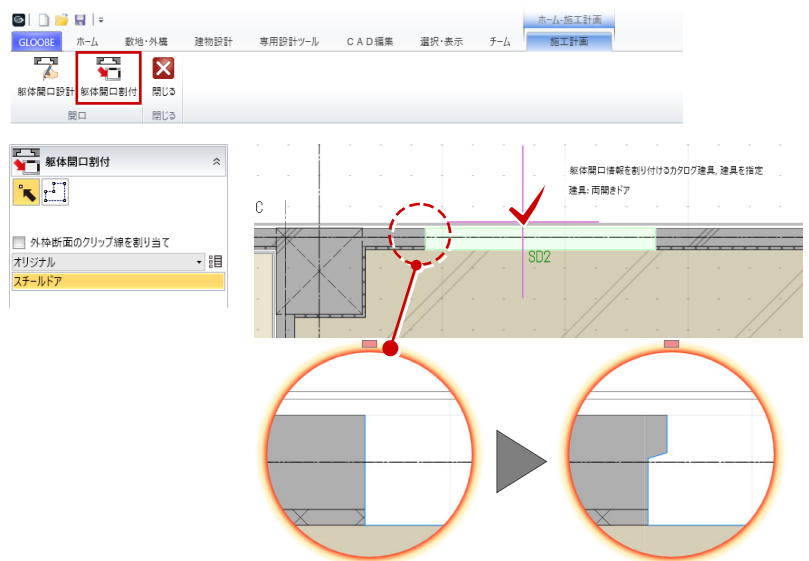 ホーム-施工計画
GLOOBE ホーム 敷地・外構 建物設計 専用設計ツール CAD編集 選択・表示 チーム 施工計画
躯体開口設計 躯体開口割付 閉じる
開口 閉じる
躯体開口割付
外枠断面のクリップ線を割り当て
オリジナル
スチールドア
躯体開口情報を割り付けるカタログ建具, 建具を指定
建具: 両開きドア
C
SD2